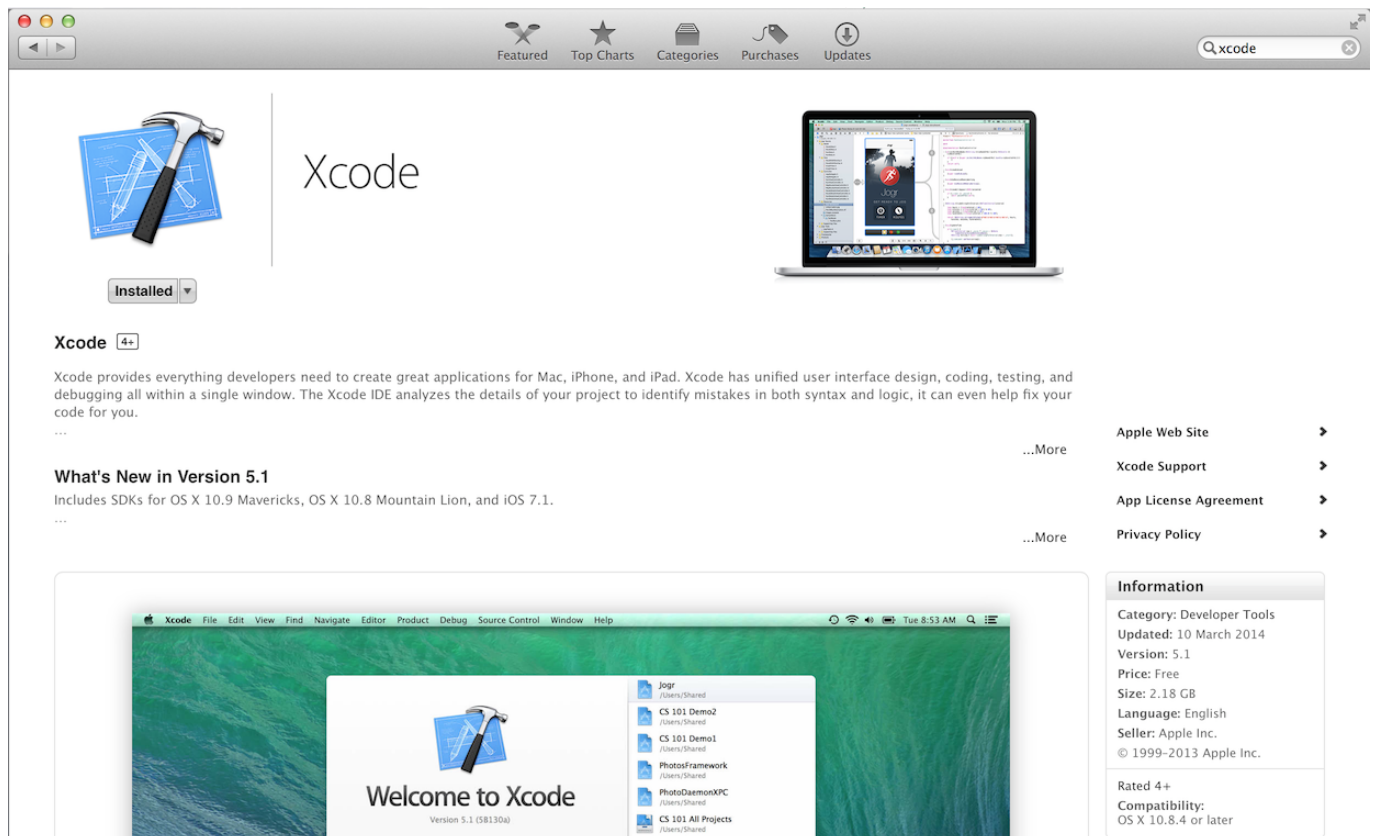 Featured
Top Charts
Categories
Purchases
Updates
xcode
Xcode
Jogr
Installed
Xcode 4+
Xcode provides everything developers need to create great applications for Mac, iPhone, and iPad. Xcode has unified user interface design, coding, testing, and
debugging all within a single window. The Xcode IDE analyzes the details of your project to identify mistakes in both syntax and logic, it can even help fix your
code for you.
...
...More
What's New in Version 5.1
Includes SDKs for OS X 10.9 Mavericks, OS X 10.8 Mountain Lion, and iOS 7.1.
...
...More
Apple Web Site
Xcode Support
App License Agreement
Privacy Policy
Xcode File Edit View Find Navigate Editor Product Debug Source Control Window Help Tue 8:53 AM
Welcome to Xcode
Version 5.1 (5B130a)
Jogr
/Users/Shared
CS 101 Demo2
/Users/Shared
CS 101 Demo1
/Users/Shared
PhotosFramework
/Users/Shared
PhotoDaemonXPC
/Users/Shared
CS 101 All Projects
/Users/Shared
Information
Category: Developer Tools
Updated: 10 March 2014
Version: 5.1
Price: Free
Size: 2.18 GB
Language: English
Seller: Apple Inc.
© 1999-2013 Apple Inc.
Rated 4+
Compatibility:
OS X 10.8.4 or later